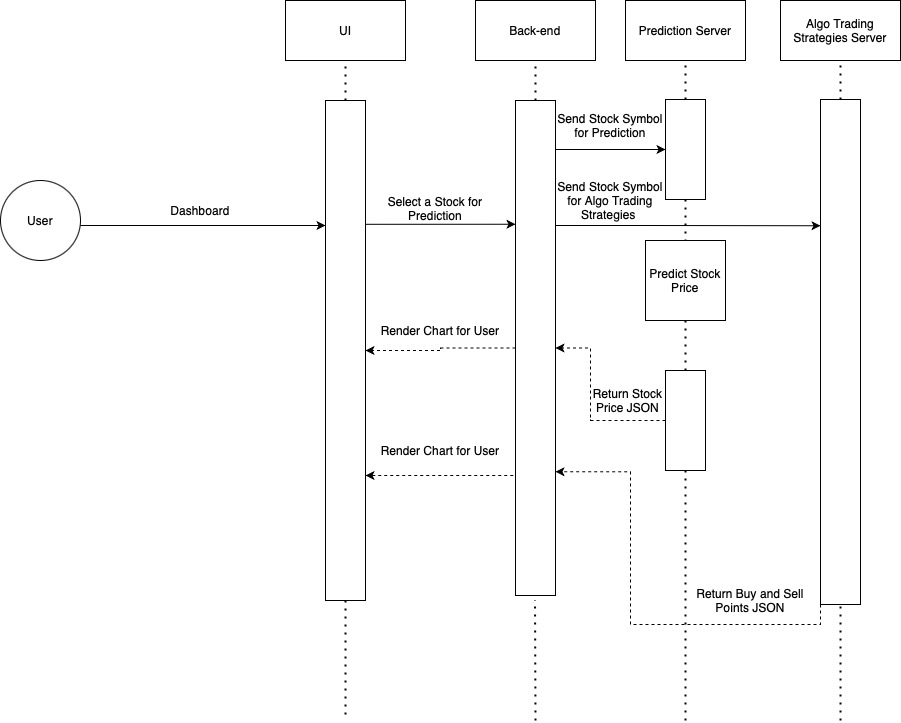 UI
Back-end
Prediction Server
Algo Trading
Strategies Server
Send Stock Symbol
for Prediction
User
Dashboard
Select a Stock for
Prediction
Send Stock Symbol
for Algo Trading
Strategies
Predict Stock
Price
Render Chart for User
Return Stock
Price JSON
Render Chart for User
Return Buy and Sell
Points JSON